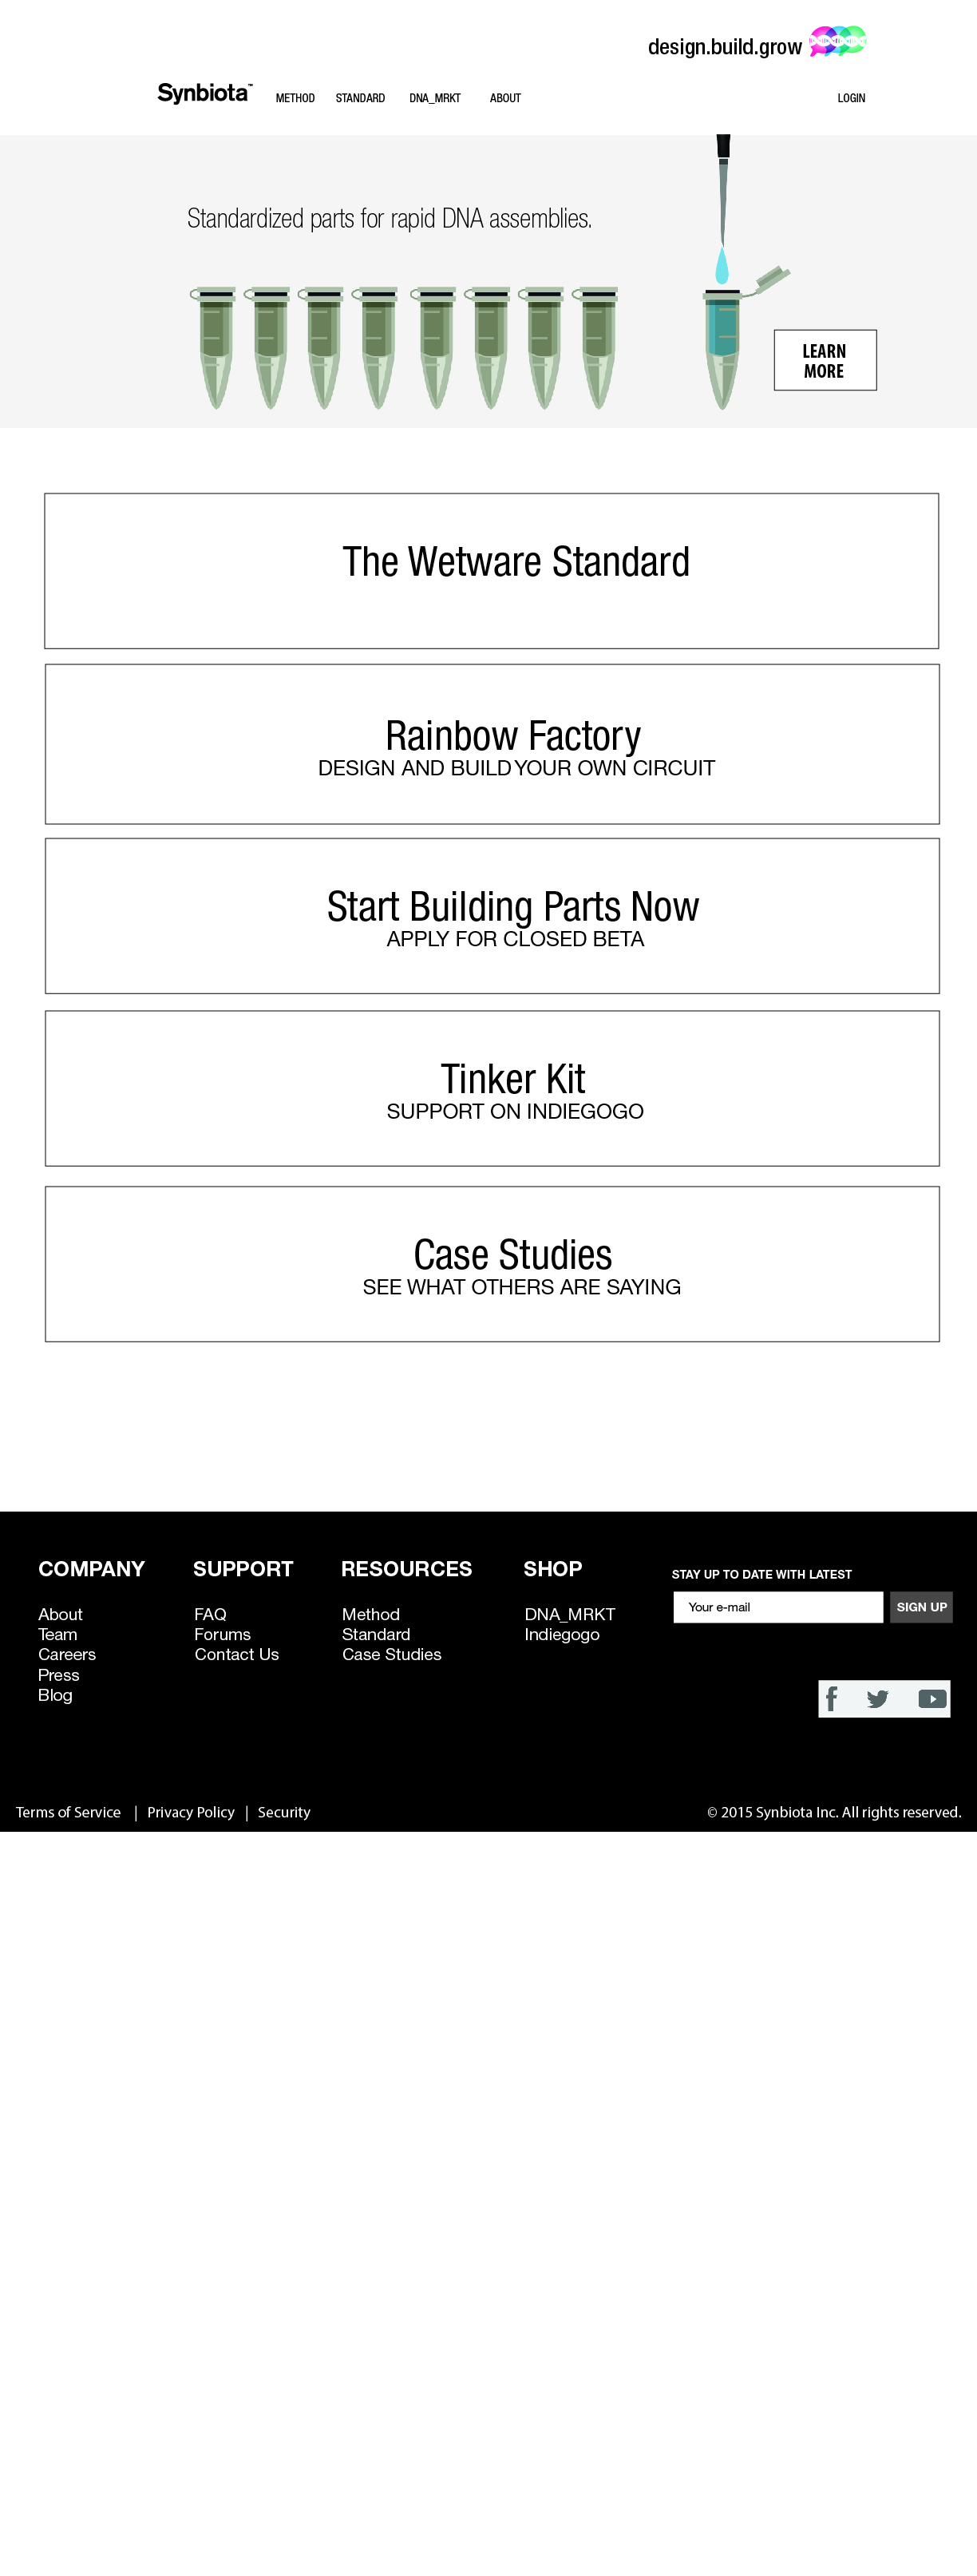 design.build.grow
Synbiota™ METHOD STANDARD DNA_MRKT ABOUT LOGIN
Standardized parts for rapid DNA assemblies.
LEARN
MORE
The Wetware Standard
Rainbow Factory
DESIGN AND BUILD YOUR OWN CIRCUIT
Start Building Parts Now
APPLY FOR CLOSED BETA
Tinker Kit
SUPPORT ON INDIEGOGO
Case Studies
SEE WHAT OTHERS ARE SAYING
COMPANY
About
Team
Careers
Press
Blog
SUPPORT
FAQ
Forums
Contact Us
RESOURCES
Method
Standard
Case Studies
SHOP
DNA_MRKT
Indiegogo
STAY UP TO DATE WITH LATEST
Your e-mail SIGN UP
Terms of Service | Privacy Policy | Security © 2015 Synbiota Inc. All rights reserved.